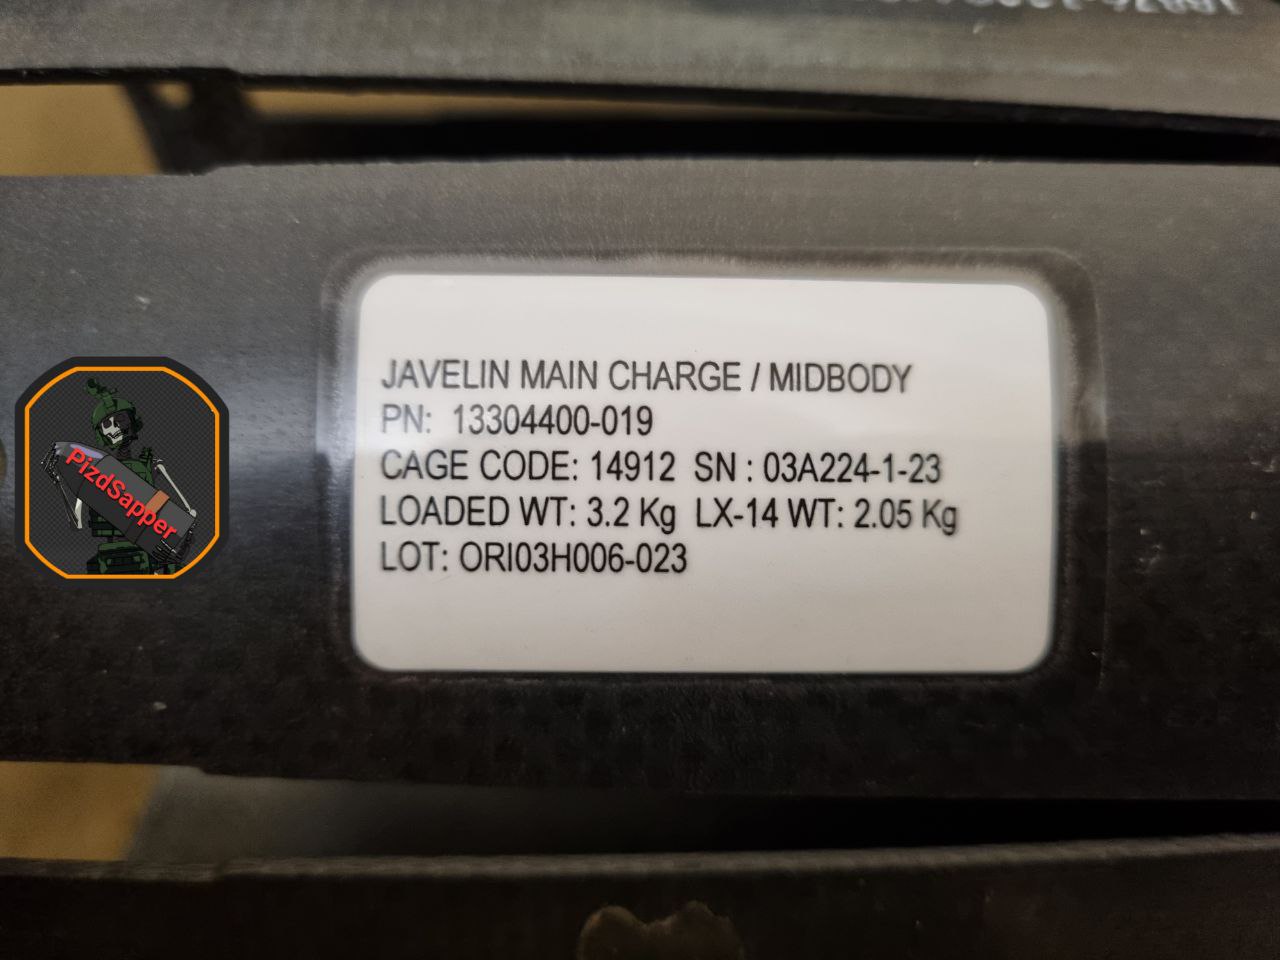 JAVELIN MAIN CHARGE / MIDBODY
PN: 13304400-019
CAGE CODE: 14912 SN : 03A224-1-23
LOADED WT: 3.2 Kg LX-14 WT: 2.05 Kg
LOT: ORI03H006-023
PizdSapper